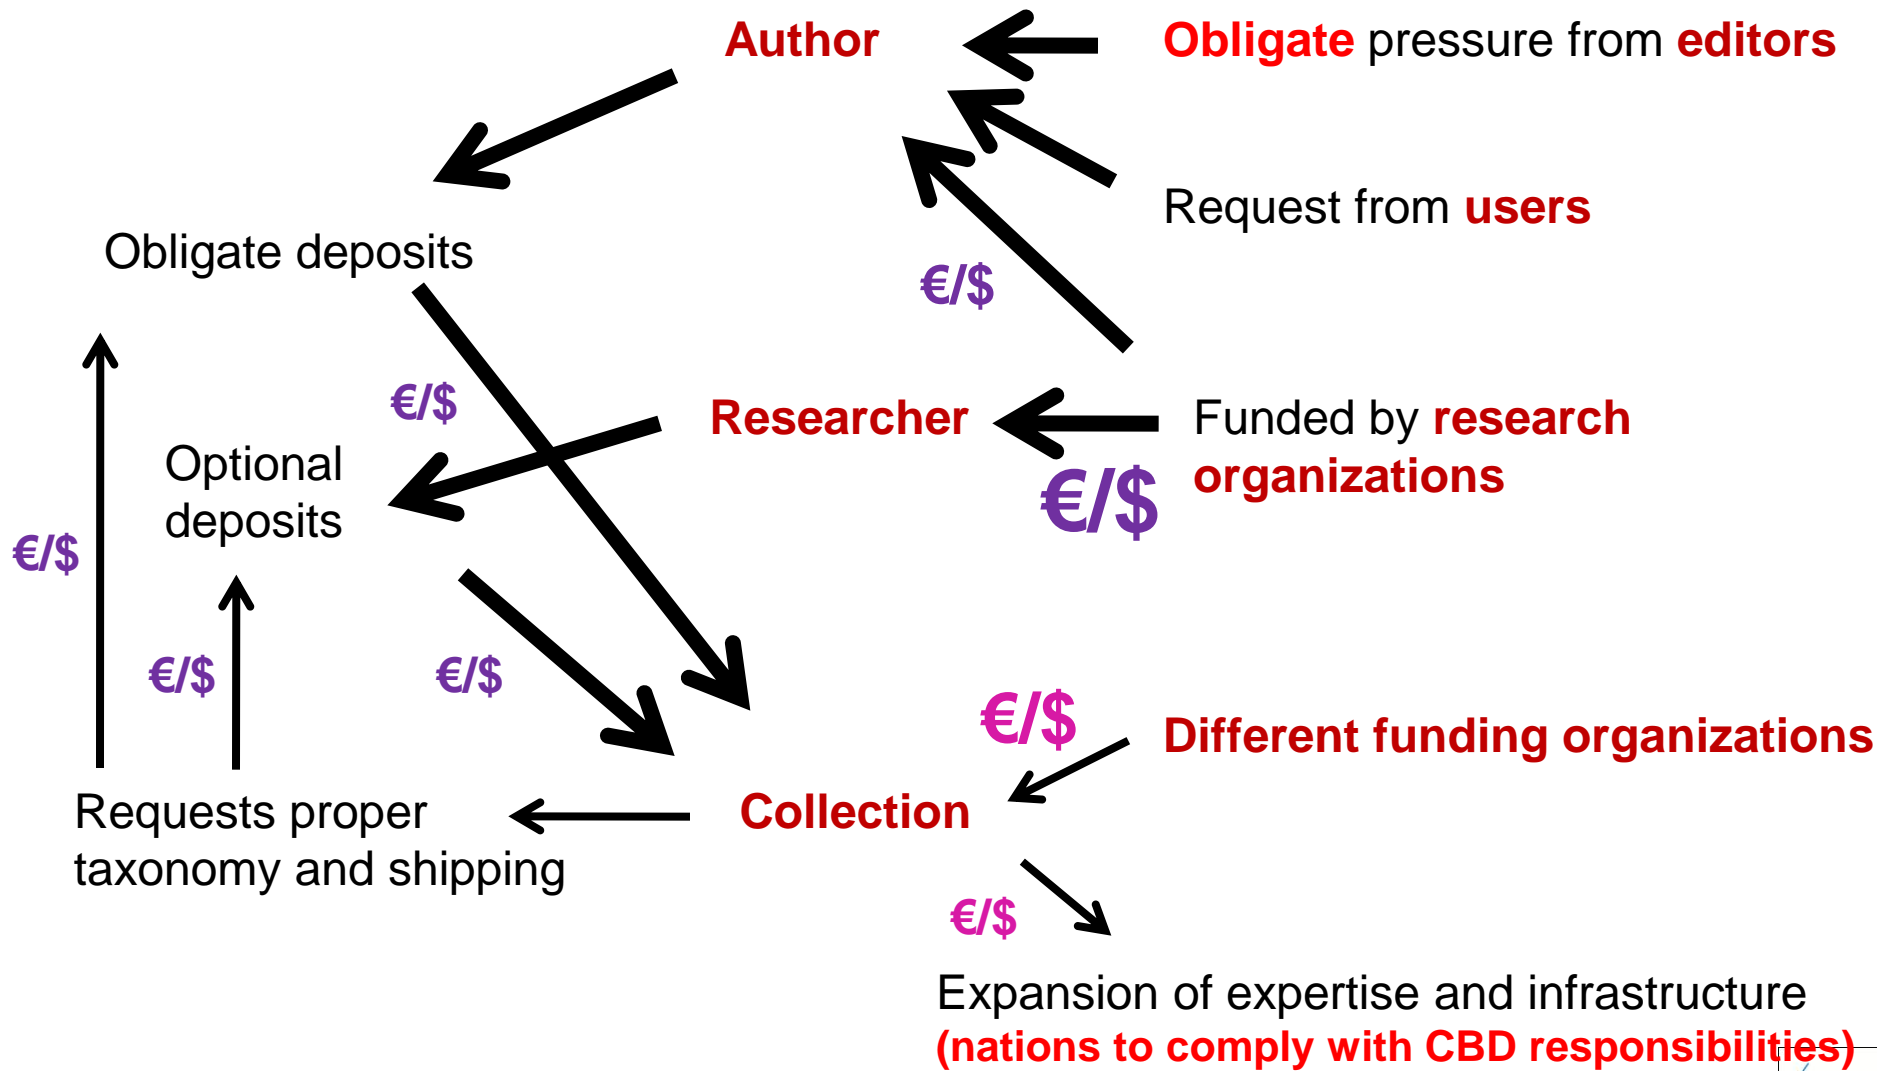 Author
Obligate pressure from editors
Request from users
Obligate deposits
€/$
€/$
Researcher
Funded by research
organizations
€/$
Optional
deposits
€/$
€/$
€/$
€/$
Different funding organizations
Requests proper
taxonomy and shipping
Collection
€/$
Expansion of expertise and infrastructure
(nations to comply with CBD responsibilities)